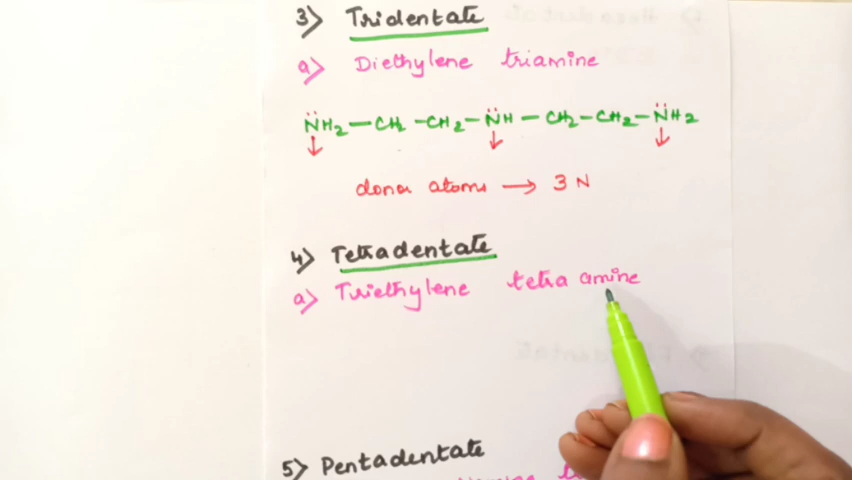 3) Tridentate
a) Diethylene triamine
N̈H₂ — CH₂ - CH₂ - N̈H - CH₂ - CH₂ - N̈H₂
↓ ↓ ↓
donor atoms → 3 N
4) Tetradentate
a) Triethylene tetra amine
5) Pentadentate